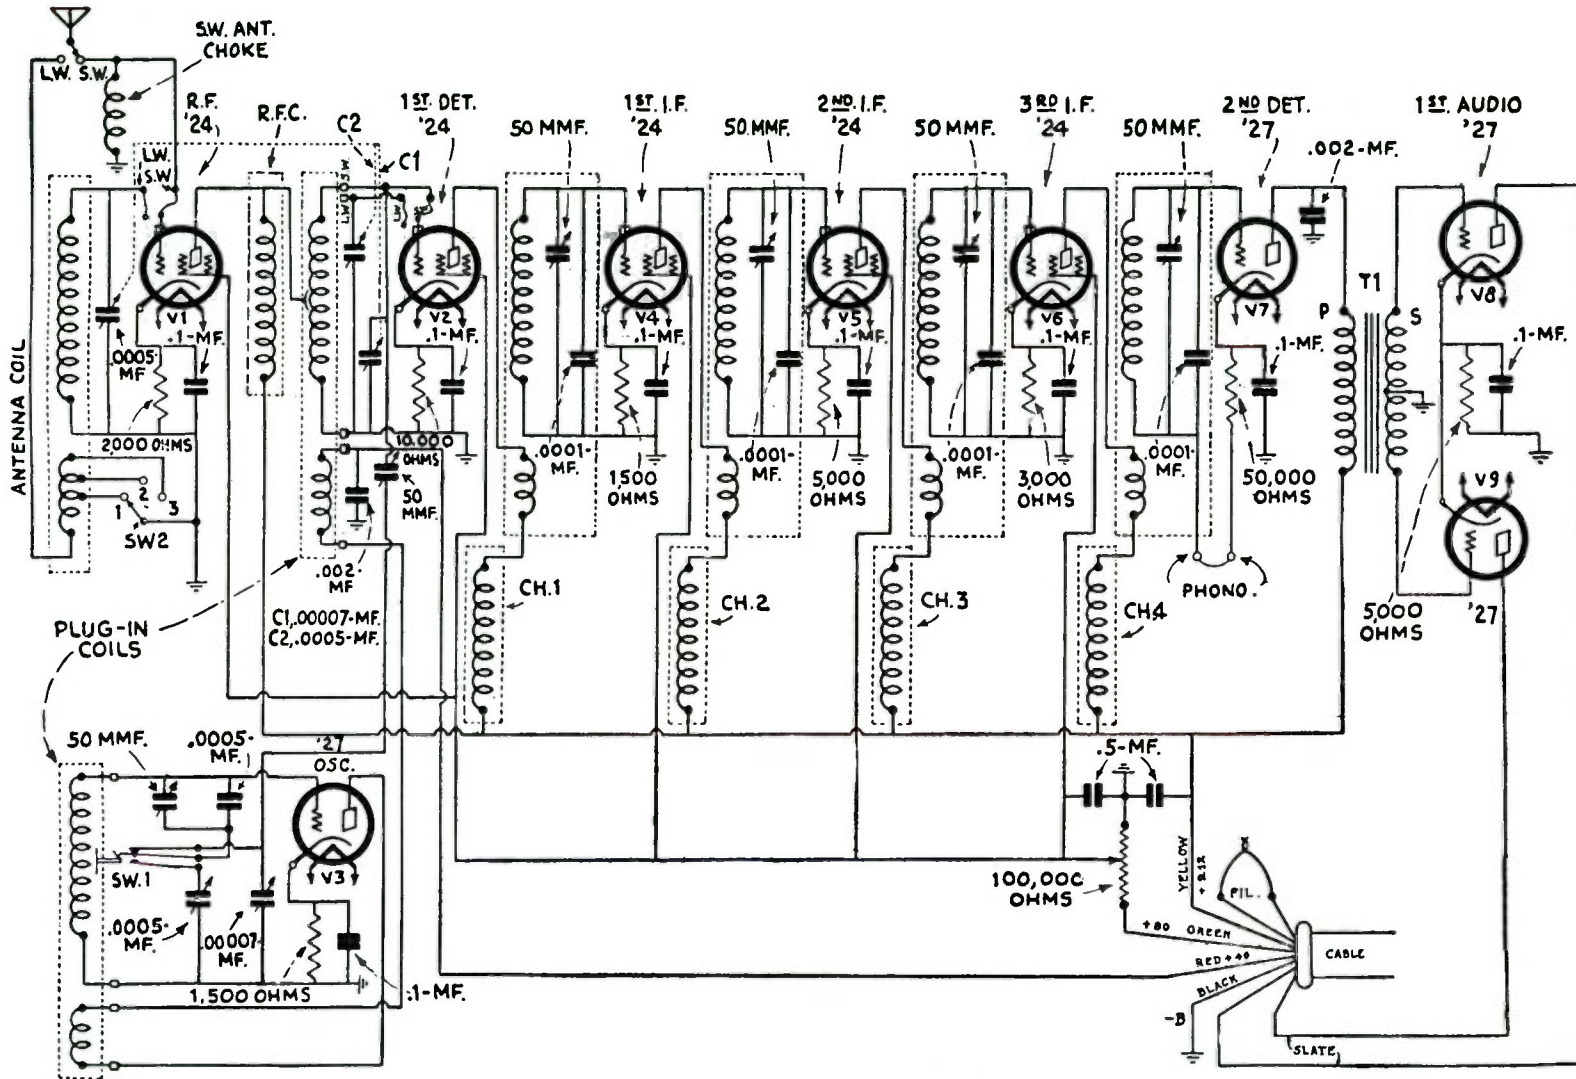 S.W. ANT.
CHOKE
L.W. S.W.
R.F.
'24
R.F.C.
C2
C1
1ST. DET.
'24
50 MMF.
1ST. I.F.
'24
50 MMF.
2ND. I.F.
'24
50 MMF.
3RD I.F.
'24
50 MMF.
2ND DET.
'27
.002-MF.
1ST. AUDIO
'27
L.W.
S.W
S.W
LW
LW
V1
.1-MF.
.0005-
MF
2,000 OHMS
V2
.1-MF.
10,000
OHMS
50
MMF.
.002
MF
V4
.1-MF.
.0001-
MF.
1,500
OHMS
V5
.1-MF.
.0001-
MF.
5,000
OHMS
V6
.1-MF.
.0001-
MF.
3,000
OHMS
V7
.1-MF.
.0001-
MF.
50,000
OHMS
PHONO.
T1
P
S
V8
.1-MF.
V9
'27
5,000
OHMS
ANTENNA COIL
1
2
3
SW2
C1,.00007-MF.
C2,.0005-MF.
CH.1
CH.2
CH.3
CH.4
PLUG-IN
COILS
50 MMF.
.0005-
MF.
'27
OSC.
V3
SW.1
.0005-
MF.
.00007-
MF.
1,500 OHMS
.1-MF.
.5-MF.
100,000
OHMS
YELLOW
PIL.
+80 GREEN
RED+40
BLACK
-B
SLATE
CABLE